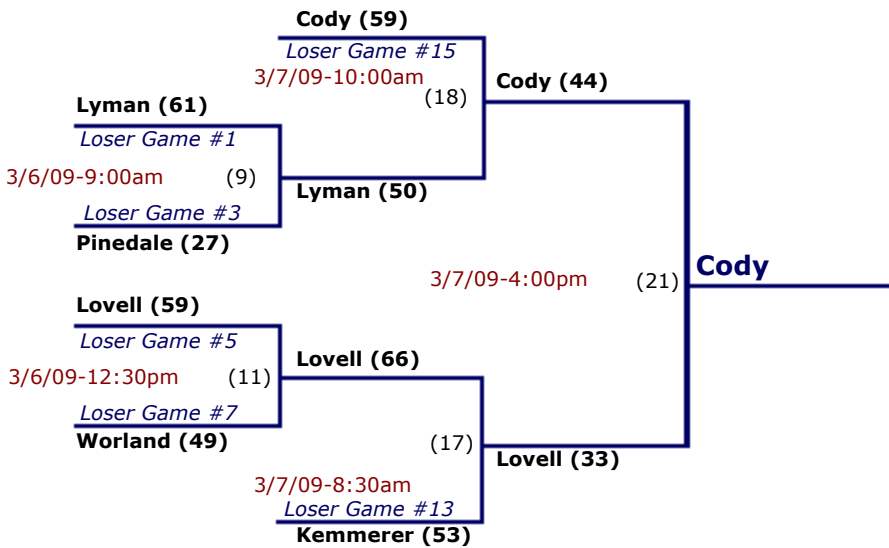 Cody (59)
Loser Game #15
3/7/09-10:00am
(18)
Cody (44)
Lyman (61)
Loser Game #1
3/6/09-9:00am
(9)
Loser Game #3
Pinedale (27)
Lyman (50)
3/7/09-4:00pm
(21)
Cody
Lovell (59)
Loser Game #5
3/6/09-12:30pm
(11)
Loser Game #7
Worland (49)
Lovell (66)
(17)
Lovell (33)
3/7/09-8:30am
Loser Game #13
Kemmerer (53)